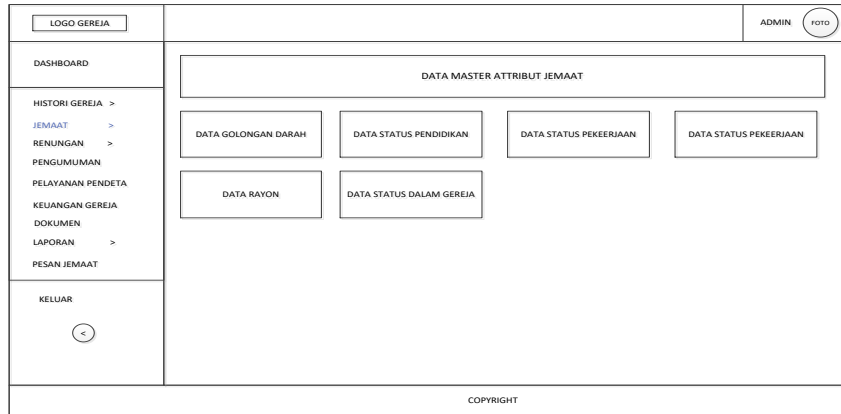 LOGO GEREJA
ADMIN
FOTO
DASHBOARD
HISTORI GEREJA >
JEMAAT >
RENUNGAN >
PENGUMUMAN
PELAYANAN PENDETA
KEUANGAN GEREJA
DOKUMEN
LAPORAN >
PESAN JEMAAT
KELUAR
<
DATA MASTER ATTRIBUT JEMAAT
DATA GOLONGAN DARAH
DATA STATUS PENDIDIKAN
DATA STATUS PEKEERJAAN
DATA STATUS PEKEERJAAN
DATA RAYON
DATA STATUS DALAM GEREJA
COPYRIGHT